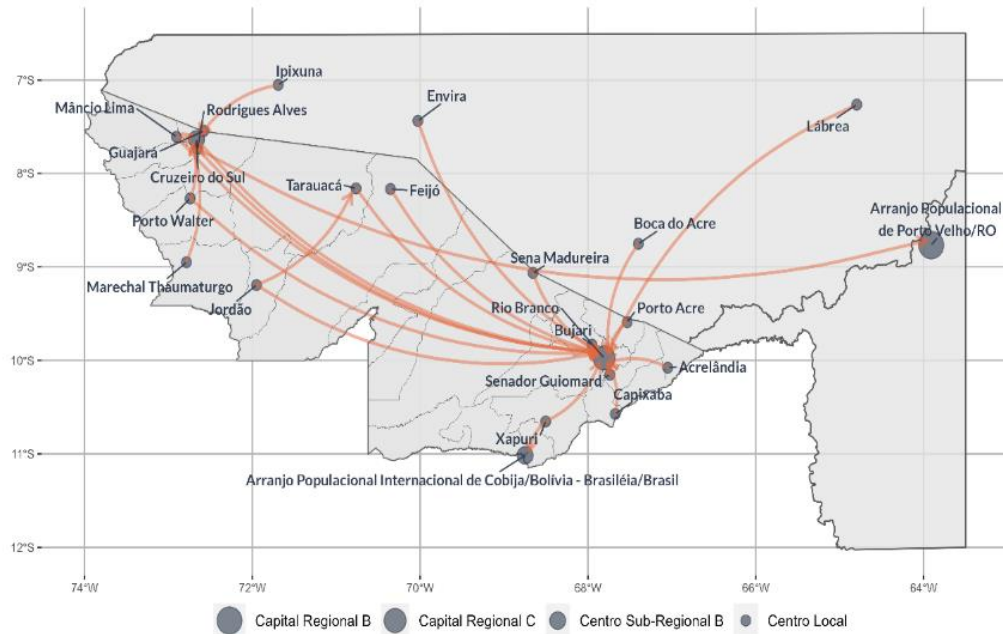 Ipixuna
7°S
Envira
Mâncio Lima
Rodrigues Alves
Lábrea
Guajará
8°S
Cruzeiro do Sul
Tarauacá
Feijó
Porto Walter
Arranjo Populacional
de Porto Velho/RO
Boca do Acre
9°S
Sena Madureira
Marechal Thaumaturgo
Jordão
Rio Branco
Porto Acre
Bujari
10°S
Acrelândia
Senador Guiomard
Capixaba
Xapuri
11°S
Arranjo Populacional Internacional de Cobija/Bolívia - Brasiléia/Brasil
12°S
74°W
72°W
70°W
68°W
66°W
64°W
Capital Regional B
Capital Regional C
Centro Sub-Regional B
Centro Local